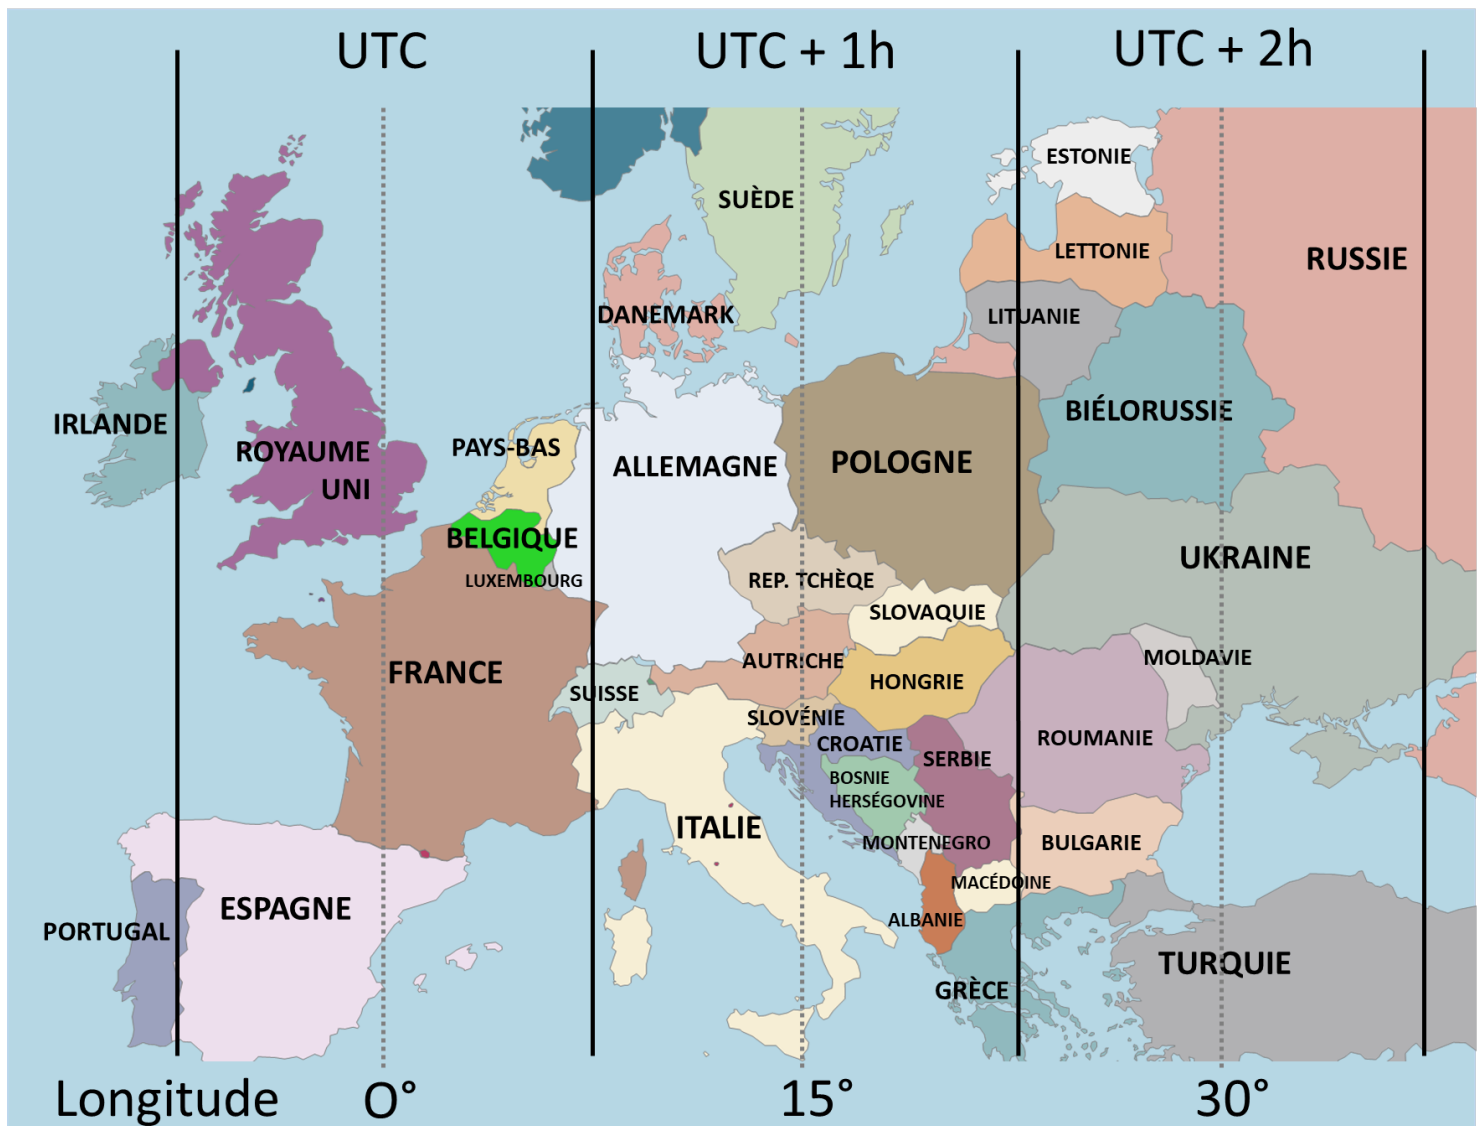 UTC
UTC + 1h
UTC + 2h
ESTONIE
SUÈDE
LETTONIE
RUSSIE
DANEMARK
LITUANIE
BIÉLORUSSIE
IRLANDE
ROYAUME
UNI
PAYS-BAS
ALLEMAGNE
POLOGNE
BELGIQUE
UKRAINE
LUXEMBOURG
REP. TCHÈQE
SLOVAQUIE
FRANCE
AUTRICHE
MOLDAVIE
SUISSE
HONGRIE
SLOVÉNIE
CROATIE
ROUMANIE
SERBIE
BOSNIE
HERSÉGOVINE
ITALIE
MONTENEGRO
BULGARIE
MACÉDOINE
ESPAGNE
ALBANIE
PORTUGAL
TURQUIE
GRÈCE
Longitude
O°
15°
30°